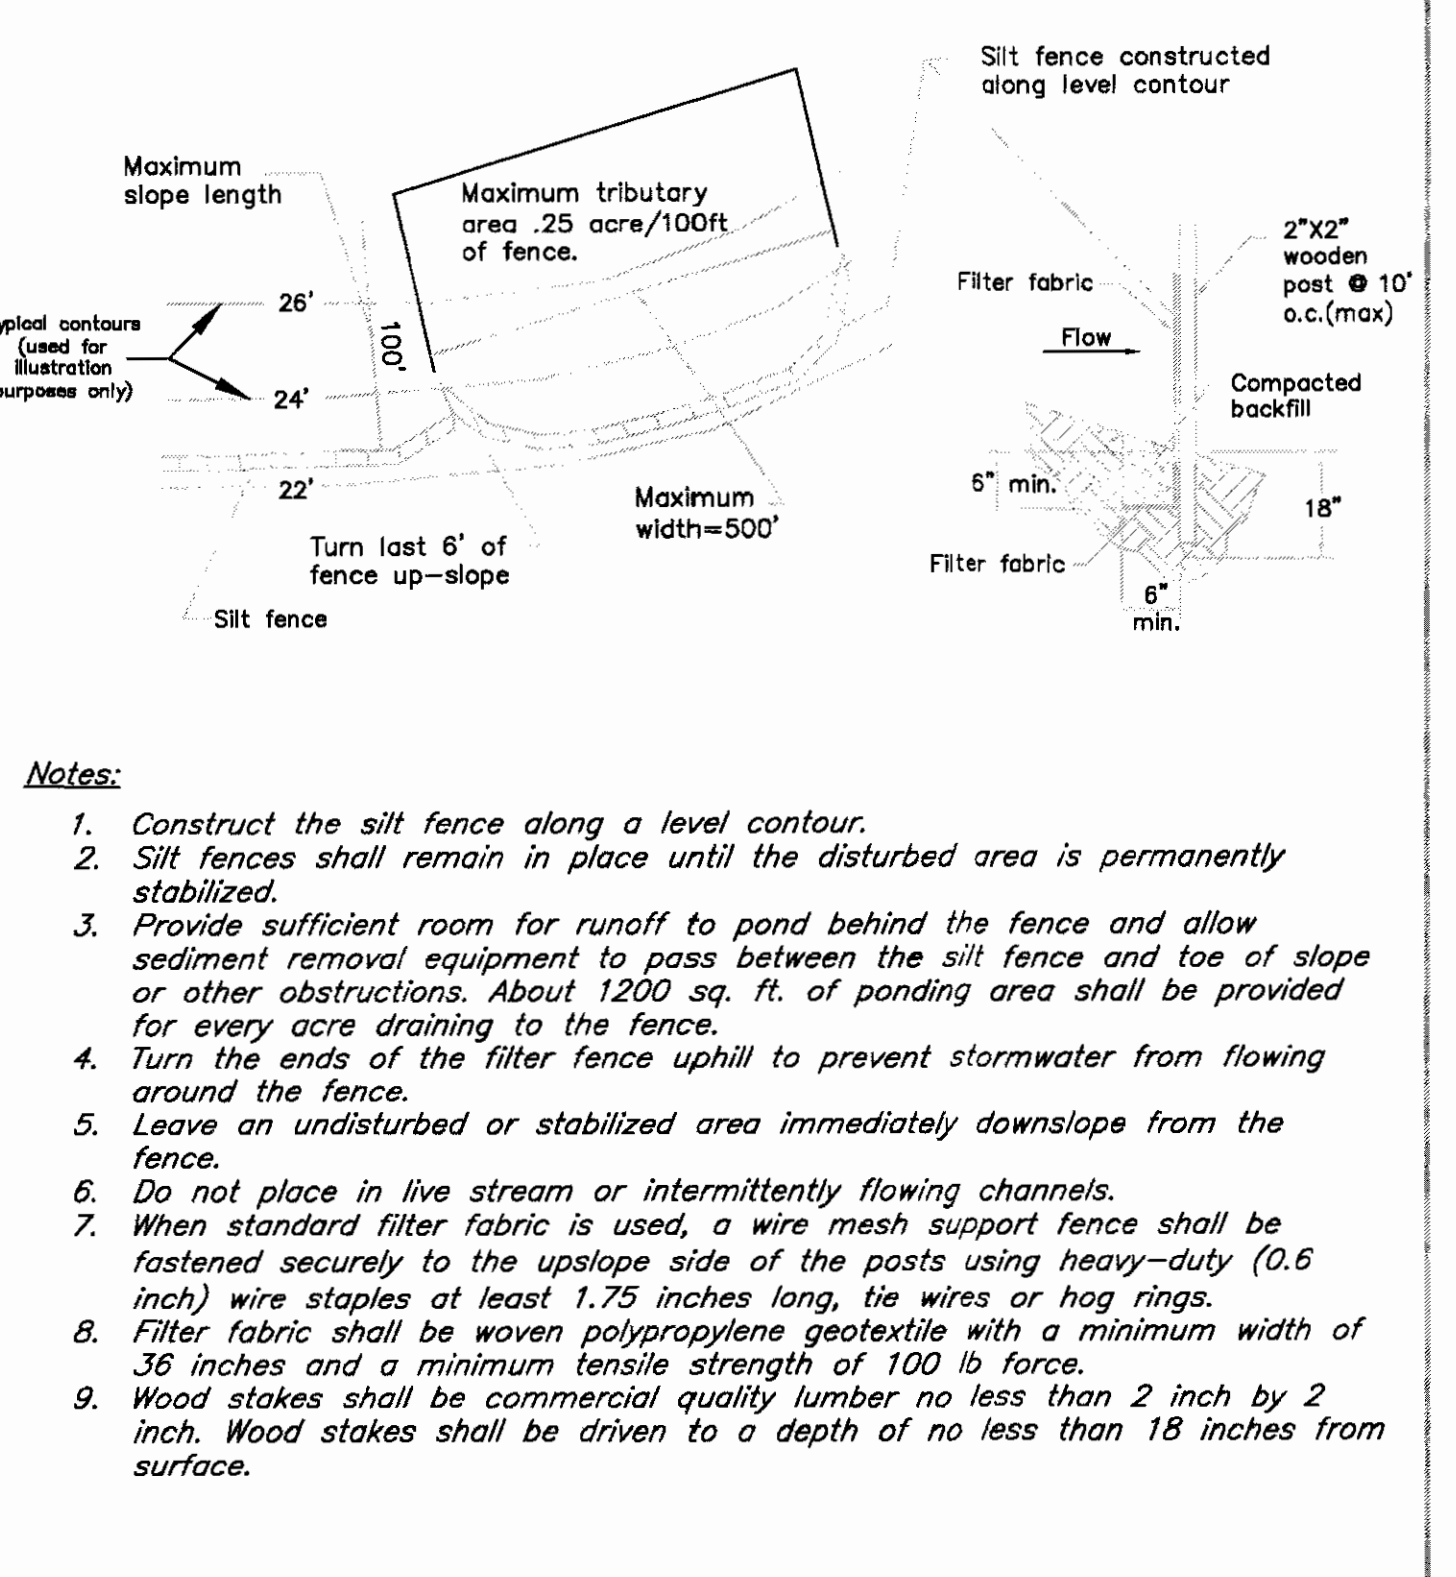 Silt fence constructed
along level contour
Maximum
slope length
Maximum tributary
area .25 acre/100ft
of fence.
2"X2"
wooden
post @ 10'
o.c.(max)
Filter fabric
Flow
26'
ypical contours
(used for
illustration
urposes only)
100'
24'
Compacted
backfill
22'
6" min.
18"
Maximum
width=500'
Turn last 6' of
fence up-slope
Filter fabric
6"
min.
Silt fence
Notes:
1. Construct the silt fence along a level contour.
2. Silt fences shall remain in place until the disturbed area is permanently
stabilized.
3. Provide sufficient room for runoff to pond behind the fence and allow
sediment removal equipment to pass between the silt fence and toe of slope
or other obstructions. About 1200 sq. ft. of ponding area shall be provided
for every acre draining to the fence.
4. Turn the ends of the filter fence uphill to prevent stormwater from flowing
around the fence.
5. Leave an undisturbed or stabilized area immediately downslope from the
fence.
6. Do not place in live stream or intermittently flowing channels.
7. When standard filter fabric is used, a wire mesh support fence shall be
fastened securely to the upslope side of the posts using heavy-duty (0.6
inch) wire staples at least 1.75 inches long, tie wires or hog rings.
8. Filter fabric shall be woven polypropylene geotextile with a minimum width of
36 inches and a minimum tensile strength of 100 lb force.
9. Wood stakes shall be commercial quality lumber no less than 2 inch by 2
inch. Wood stakes shall be driven to a depth of no less than 18 inches from
surface.